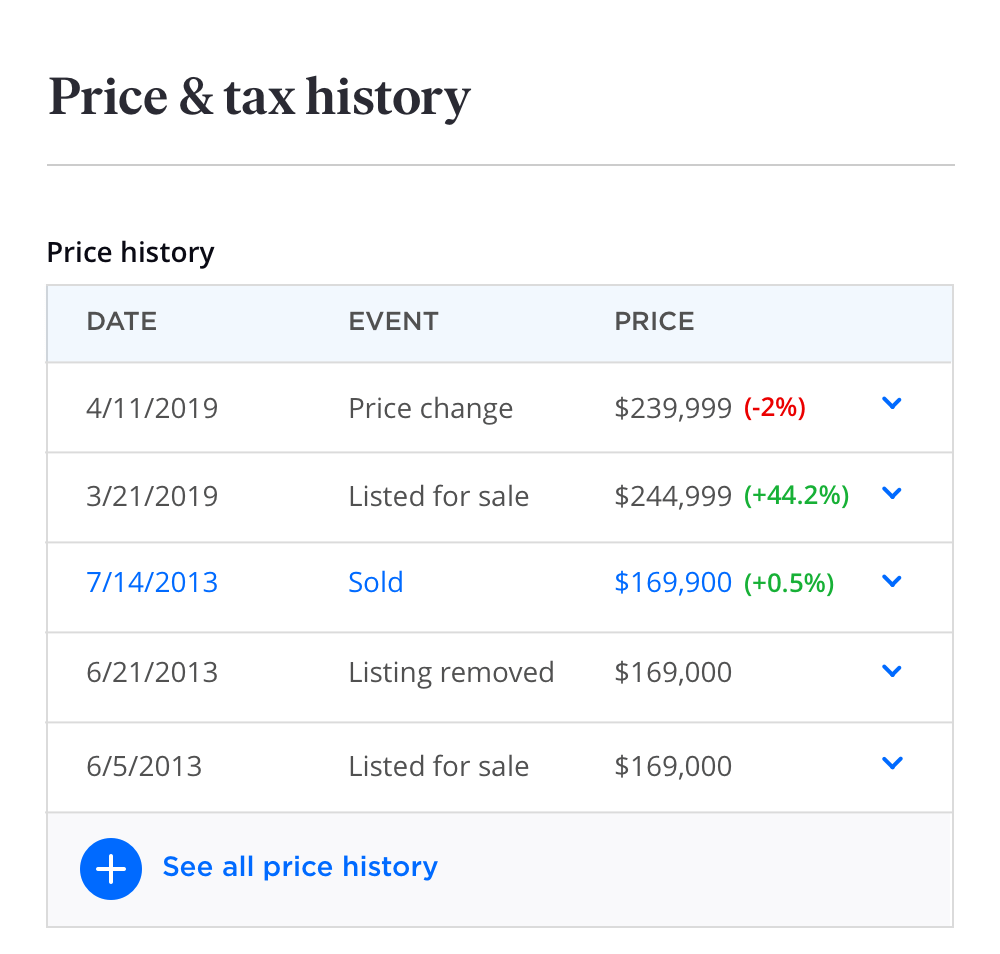 Price & tax history
Price history
DATE EVENT PRICE
4/11/2019 Price change $239,999 (-2%)
3/21/2019 Listed for sale $244,999 (+44.2%)
7/14/2013 Sold $169,900 (+0.5%)
6/21/2013 Listing removed $169,000
6/5/2013 Listed for sale $169,000
See all price history